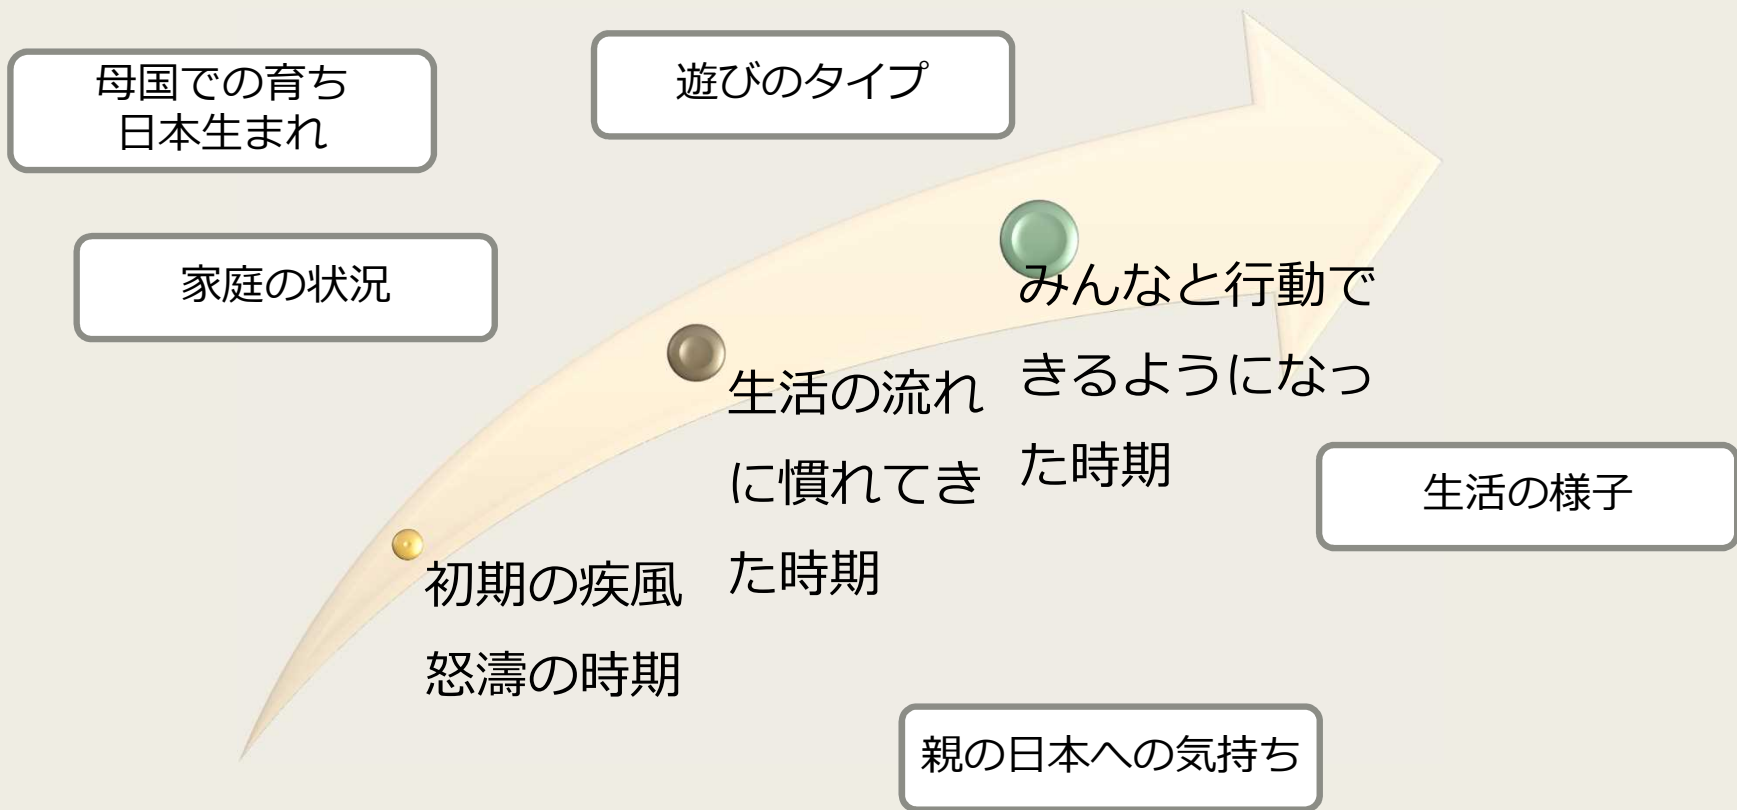 母国での育ち
日本生まれ
遊びのタイプ
家庭の状況
みんなと行動で
きるようになっ
た時期
生活の流れ
に慣れてき
た時期
初期の疾風
怒濤の時期
生活の様子
親の日本への気持ち